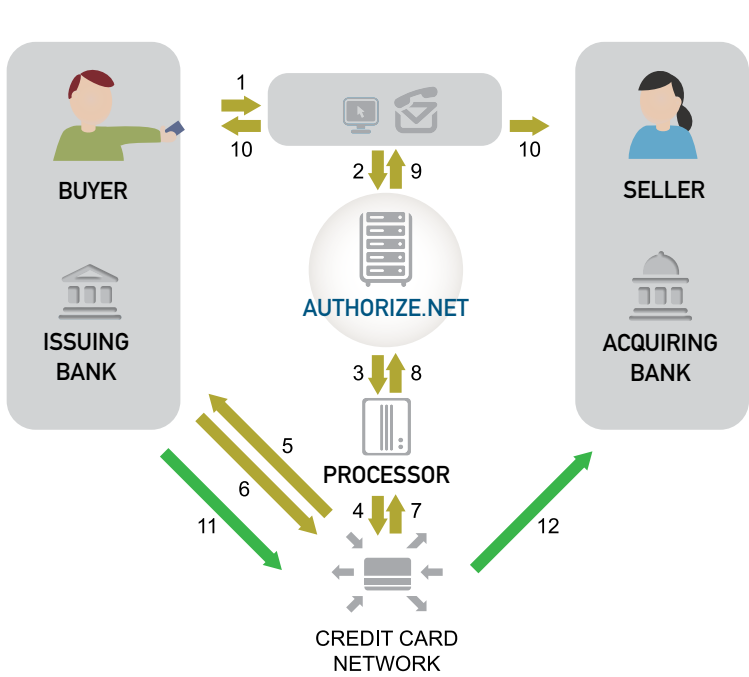 1
10
10
BUYER
SELLER
2
9
AUTHORIZE.NET
ISSUING
BANK
ACQUIRING
BANK
3
8
5
6
PROCESSOR
4
7
11
12
CREDIT CARD
NETWORK